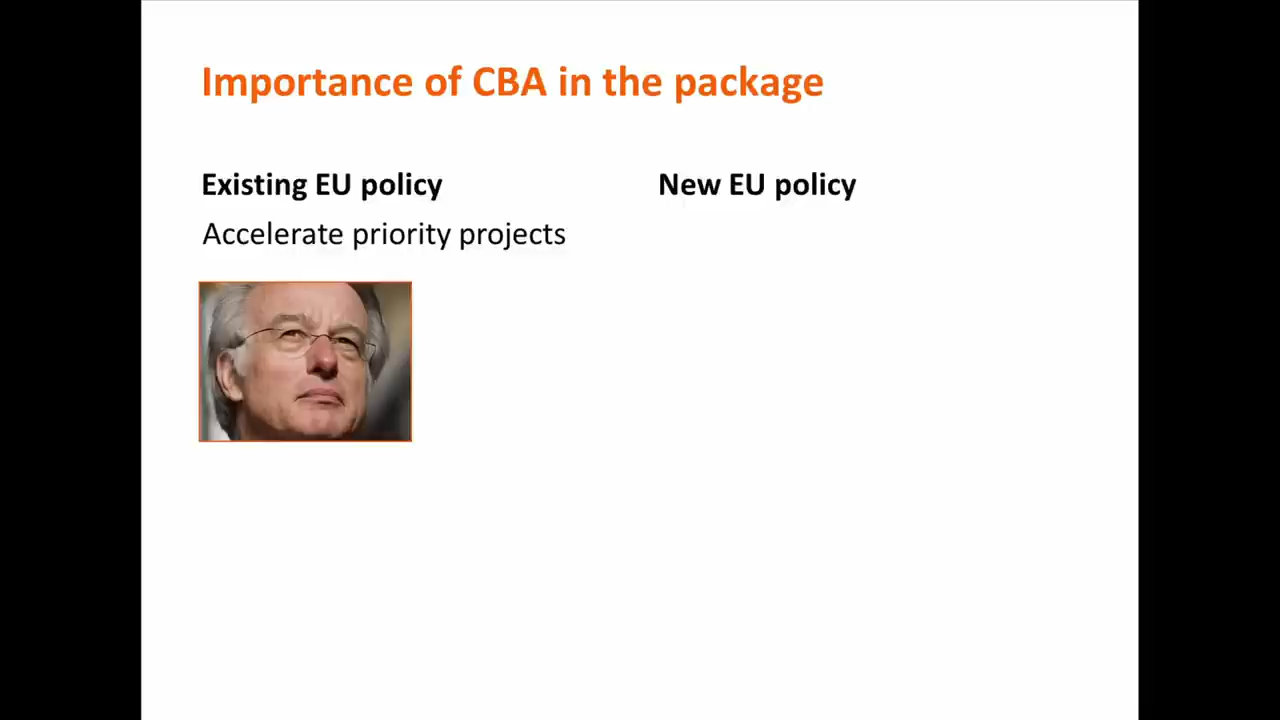 Importance of CBA in the package
Existing EU policy
New EU policy
Accelerate priority projects